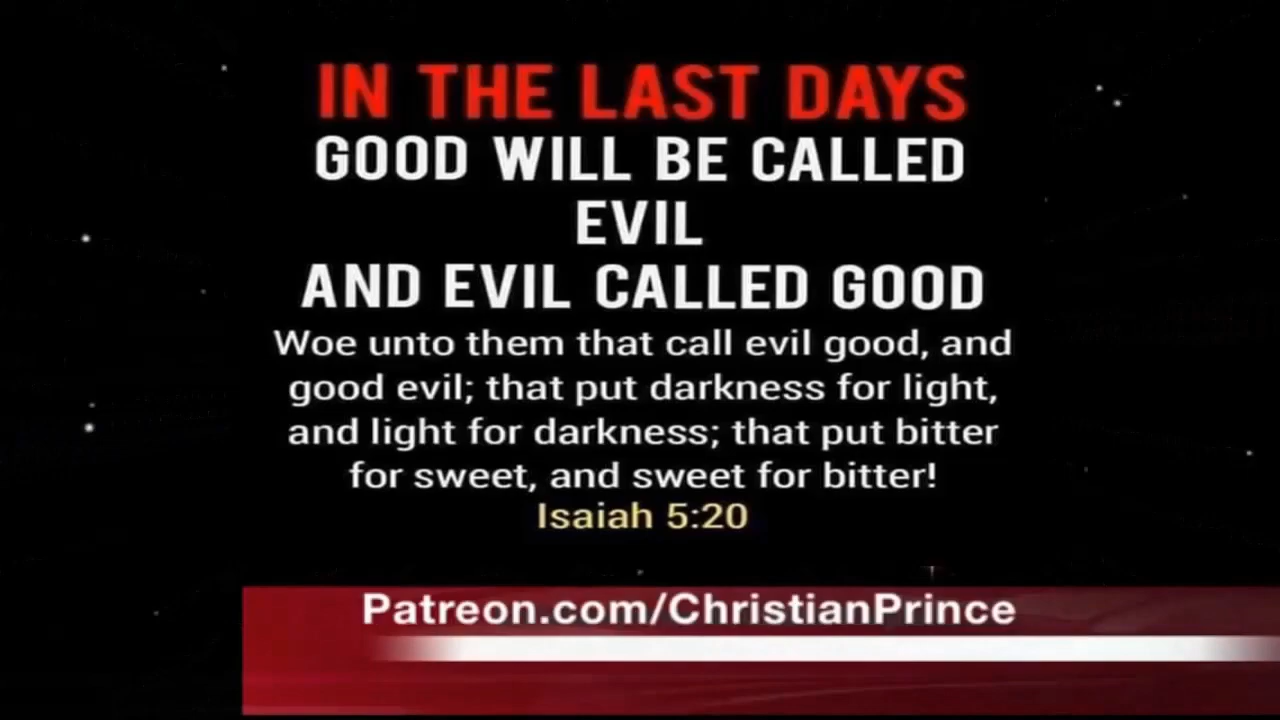 IN THE LAST DAYS
GOOD WILL BE CALLED
EVIL
AND EVIL CALLED GOOD
Woe unto them that call evil good, and
good evil; that put darkness for light,
and light for darkness; that put bitter
for sweet, and sweet for bitter!
Isaiah 5:20
Patreon.com/ChristianPrince